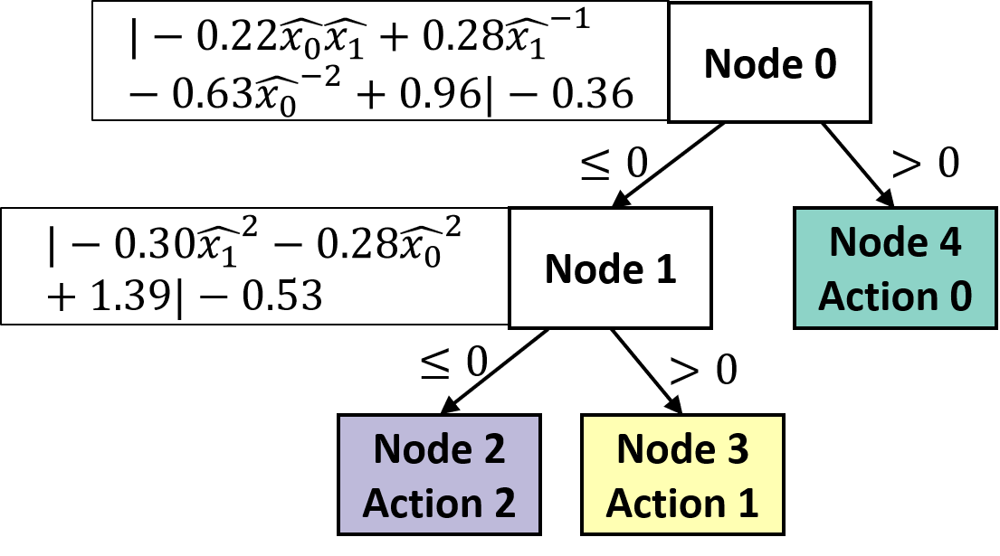 | − 0.22x̂₀x̂₁ + 0.28x̂₁⁻¹
− 0.63x̂₀⁻² + 0.96| − 0.36
Node 0
≤ 0
> 0
| − 0.30x̂₁² − 0.28x̂₀²
+ 1.39| − 0.53
Node 1
Node 4
Action 0
≤ 0
> 0
Node 2
Action 2
Node 3
Action 1